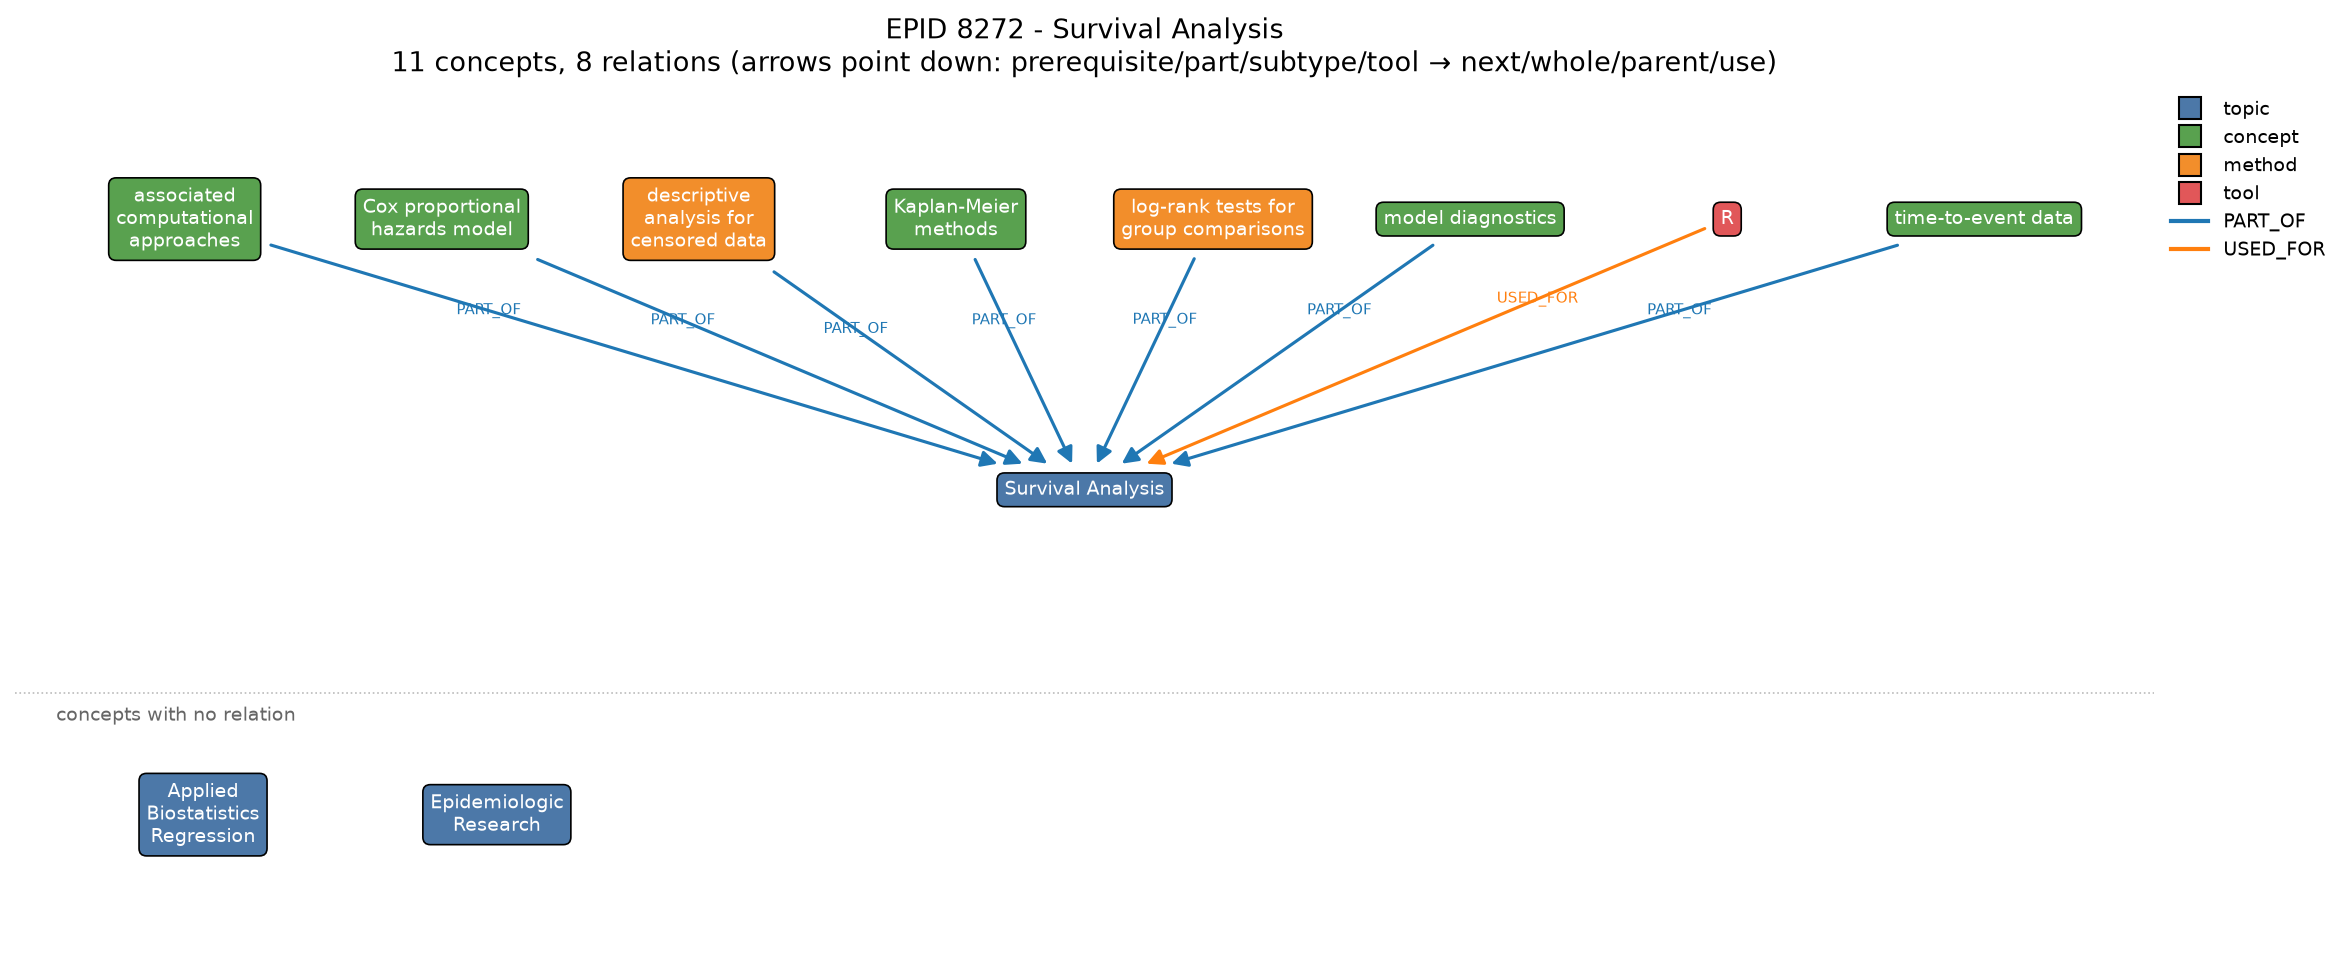 EPID 8272 - Survival Analysis
11 concepts, 8 relations (arrows point down: prerequisite/part/subtype/tool → next/whole/parent/use)
topic
concept
method
tool
PART_OF
USED_FOR
associated
computational
approaches
Cox proportional
hazards model
descriptive
analysis for
censored data
Kaplan-Meier
methods
log-rank tests for
group comparisons
model diagnostics
R
time-to-event data
PART_OF
PART_OF
PART_OF
PART_OF
PART_OF
PART_OF
USED_FOR
PART_OF
Survival Analysis
concepts with no relation
Applied
Biostatistics
Regression
Epidemiologic
Research